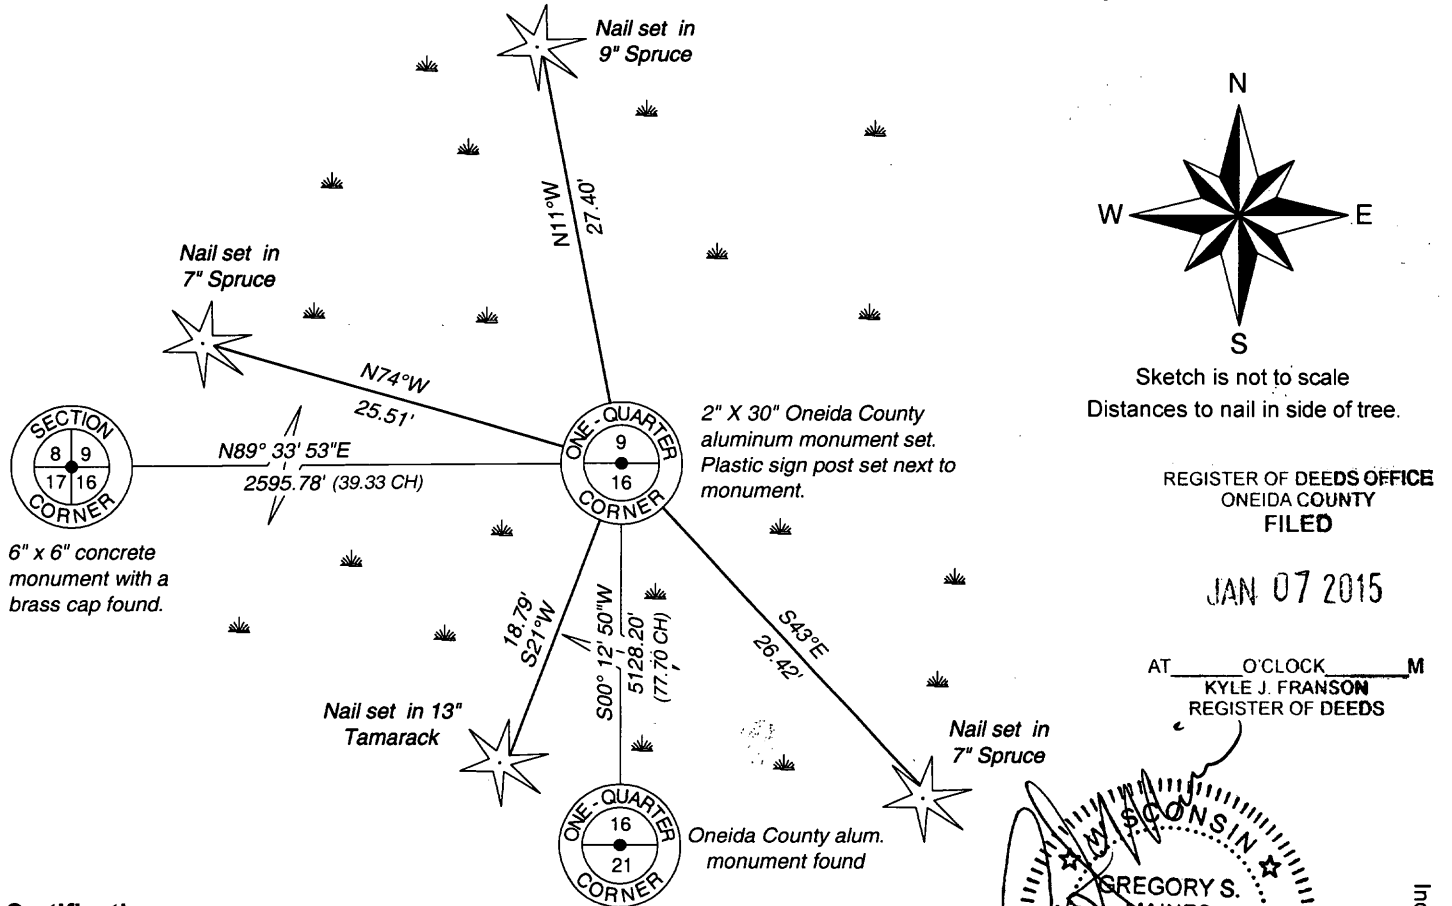 Nail set in
9" Spruce
N
W
E
S
N11°W
27.40'
Nail set in
7" Spruce
N74°W
25.51'
Sketch is not to scale
Distances to nail in side of tree.
SECTION
8 9
17 16
CORNER
N89° 33' 53"E
2595.78' (39.33 CH)
ONE-QUARTER
9
16
CORNER
2" X 30" Oneida County
aluminum monument set.
Plastic sign post set next to
monument.
REGISTER OF DEEDS OFFICE
ONEIDA COUNTY
FILED
JAN 07 2015
AT______O'CLOCK______M
KYLE J. FRANSON
REGISTER OF DEEDS
6" x 6" concrete
monument with a
brass cap found.
18.79'
S21°W
S00° 12' 50"W
5128.20'
(77.70 CH)
S43°E
26.42'
Nail set in 13"
Tamarack
Nail set in
7" Spruce
ONE-QUARTER
16
21
CORNER
Oneida County alum.
monument found
WISCONSIN
GREGORY S.